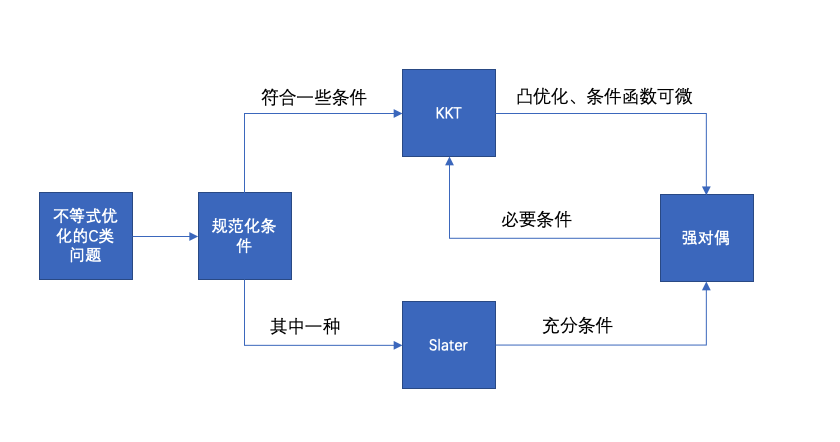 符合一些条件
KKT
凸优化、条件函数可微
不等式优
化的C类
问题
规范化条
件
必要条件
强对偶
其中一种
Slater
充分条件